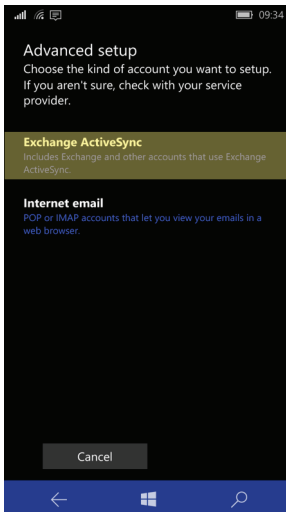 09:34
Advanced setup
Choose the kind of account you want to setup.
If you aren't sure, check with your service
provider.
Exchange ActiveSync
Includes Exchange and other accounts that use Exchange
ActiveSync.
Internet email
POP or IMAP accounts that let you view your emails in a
web browser.
Cancel